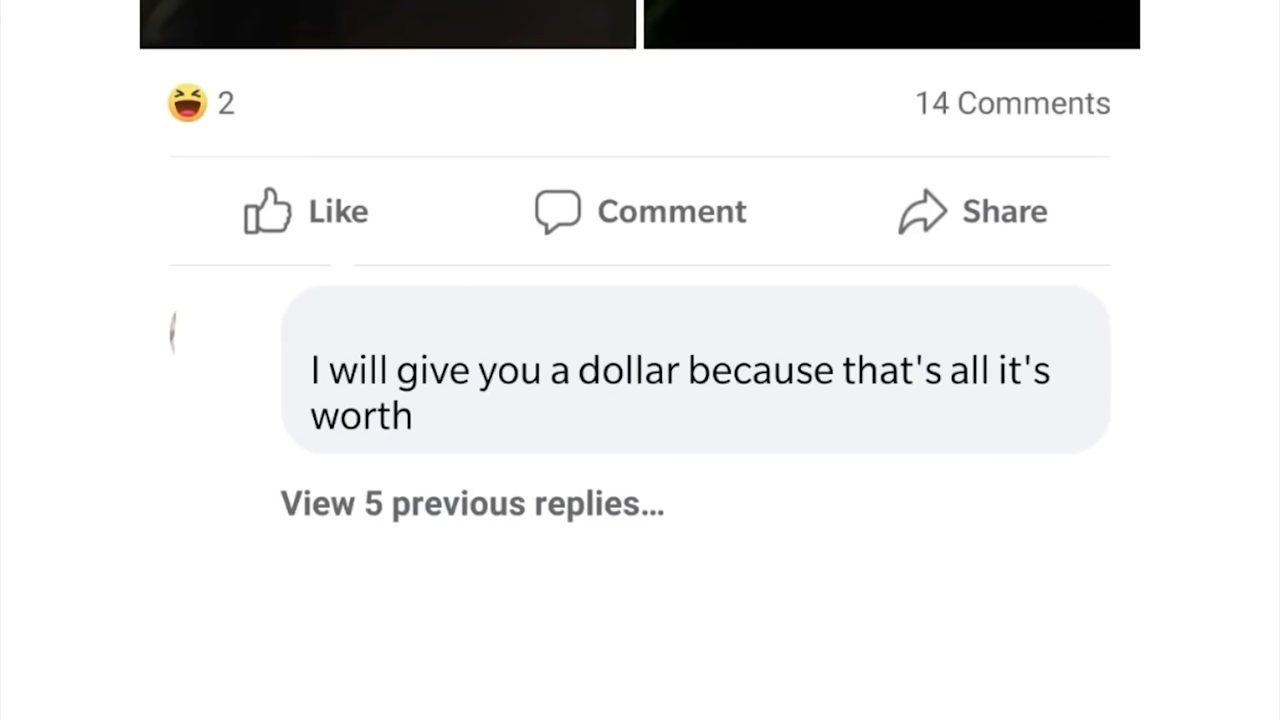 2
14 Comments
Like
Comment
Share
I will give you a dollar because that's all it's
worth
View 5 previous replies...